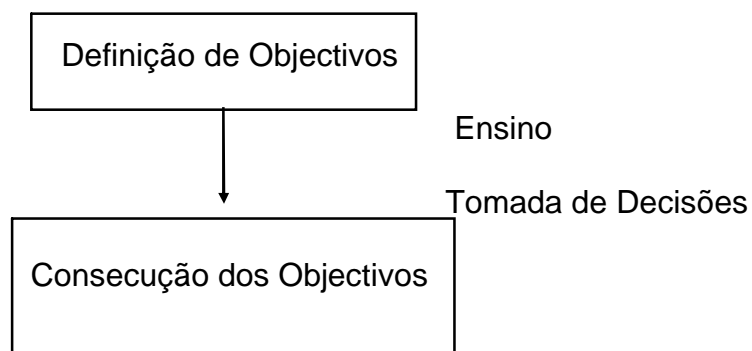 Definição de Objectivos
Ensino
Tomada de Decisões
Consecução dos Objectivos